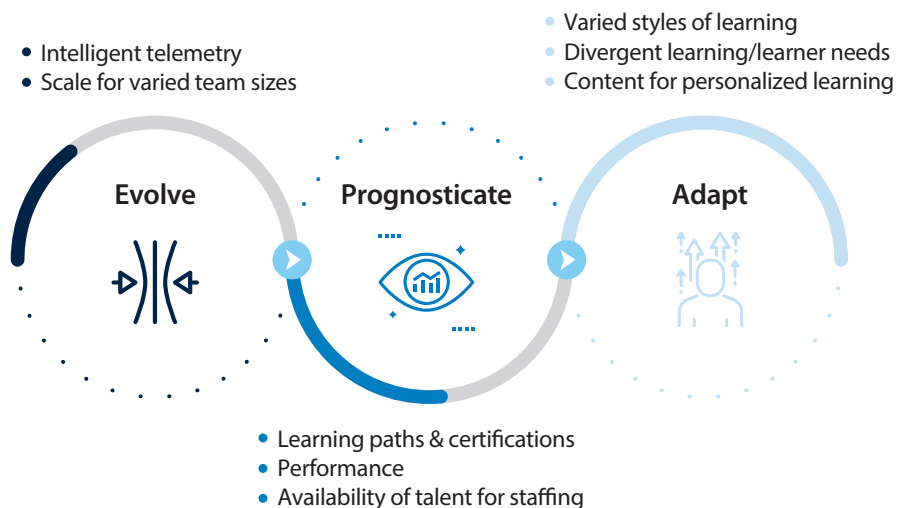 • Intelligent telemetry
• Scale for varied team sizes
• Varied styles of learning
• Divergent learning/learner needs
• Content for personalized learning
Evolve
Prognosticate
Adapt
• Learning paths & certifications
• Performance
• Availability of talent for staffing